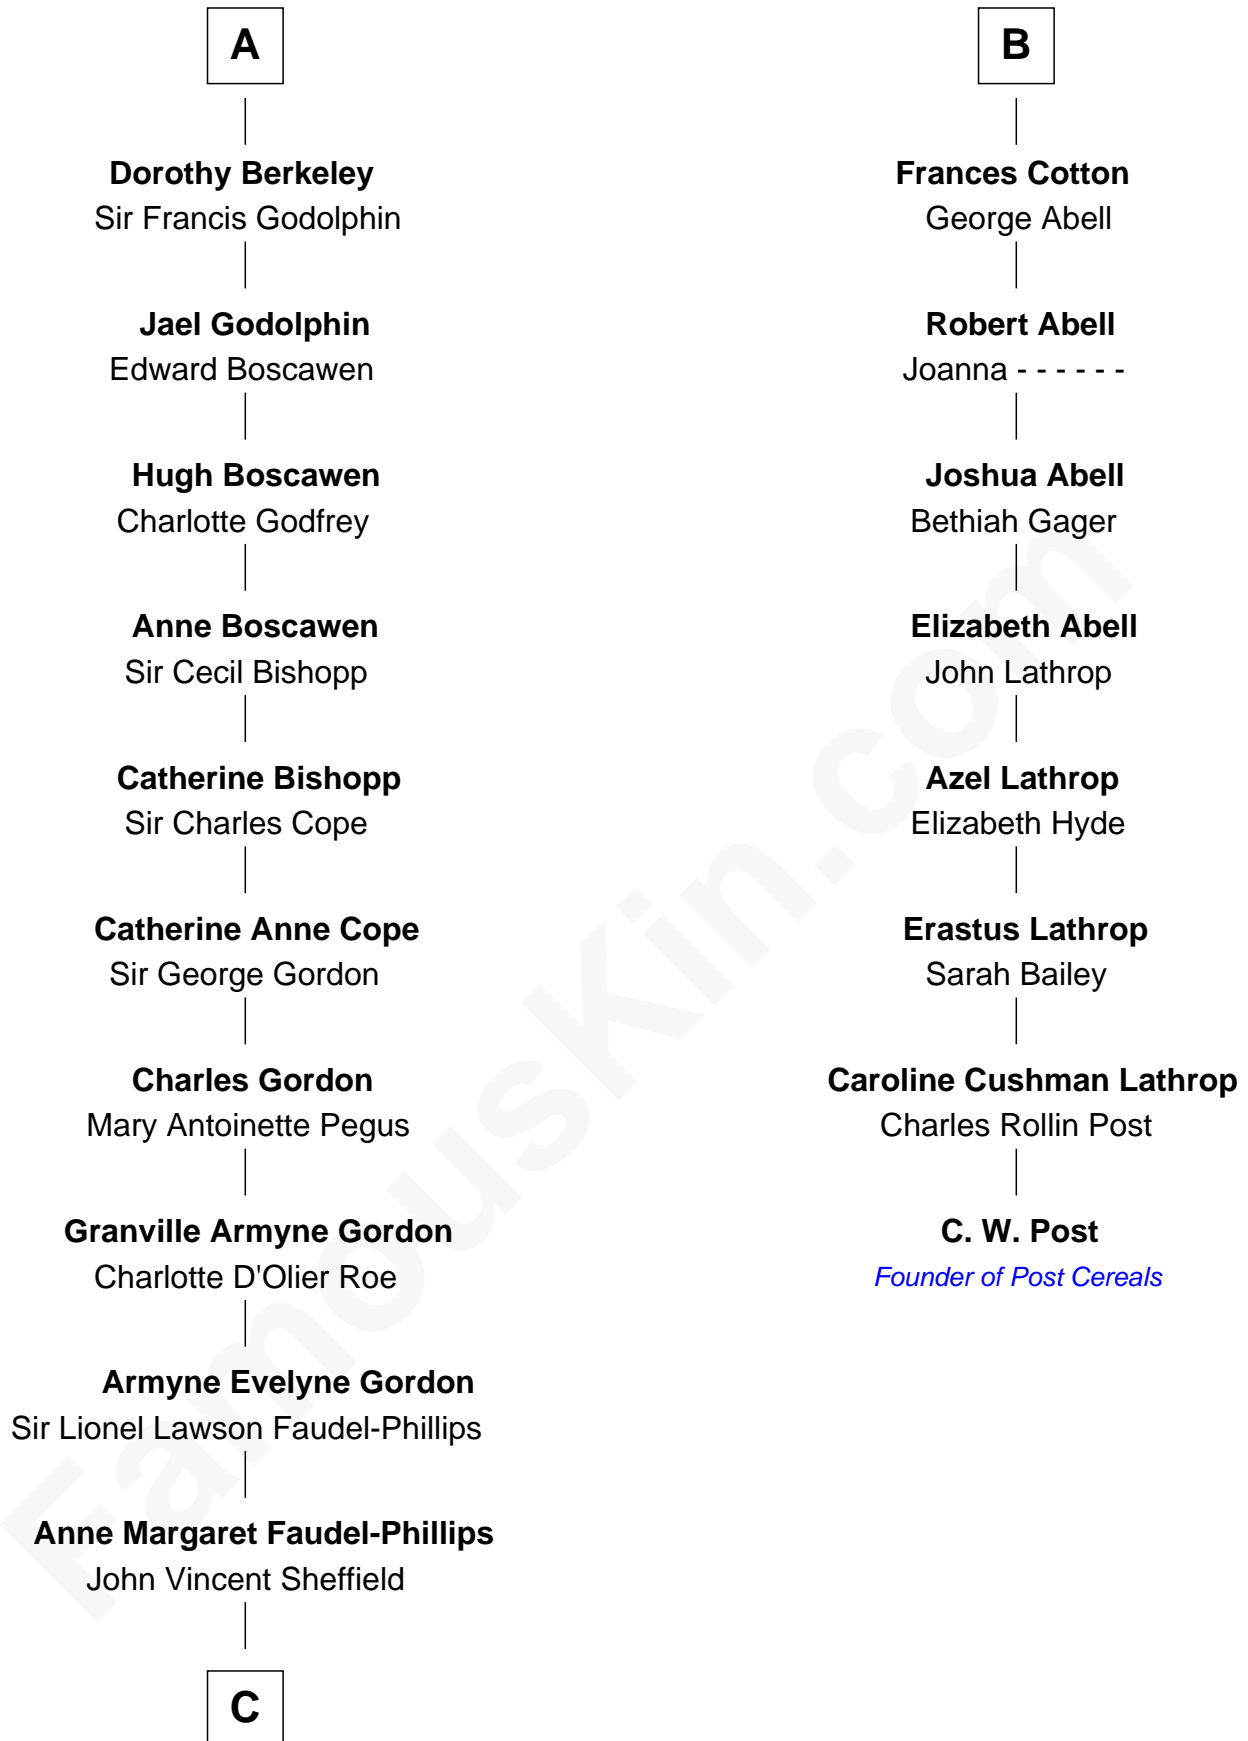 A
Dorothy Berkeley
Sir Francis Godolphin
Jael Godolphin
Edward Boscawen
Hugh Boscawen
Charlotte Godfrey
Anne Boscawen
Sir Cecil Bishopp
Catherine Bishopp
Sir Charles Cope
Catherine Anne Cope
Sir George Gordon
Charles Gordon
Mary Antoinette Pegus
Granville Armyne Gordon
Charlotte D'Olier Roe
Armyne Evelyne Gordon
Sir Lionel Lawson Faudel-Phillips
Anne Margaret Faudel-Phillips
John Vincent Sheffield
C
B
Frances Cotton
George Abell
Robert Abell
Joanna - - - - - -
Joshua Abell
Bethiah Gager
Elizabeth Abell
John Lathrop
Azel Lathrop
Elizabeth Hyde
Erastus Lathrop
Sarah Bailey
Caroline Cushman Lathrop
Charles Rollin Post
C. W. Post
Founder of Post Cereals
FamousKin.com